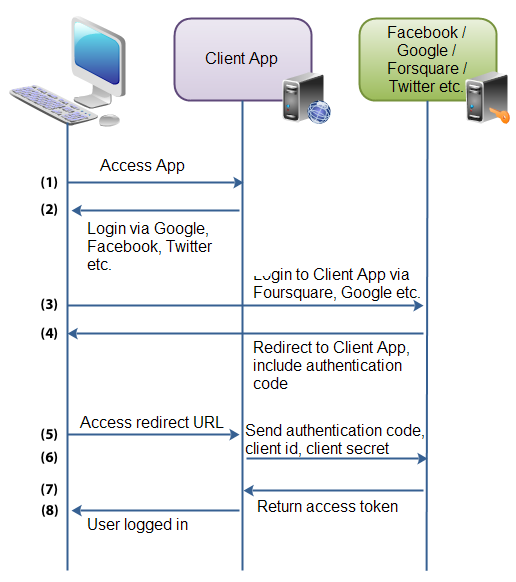 Client App
Facebook /
Google /
Forsquare /
Twitter etc.
Access App
(1)
(2)
Login via Google,
Facebook, Twitter
etc.
Login to Client App via
Foursquare, Google etc.
(3)
(4)
Redirect to Client App,
include authentication
code
Access redirect URL
(5)
Send authentication code,
client id, client secret
(6)
(7)
Return access token
(8)
User logged in